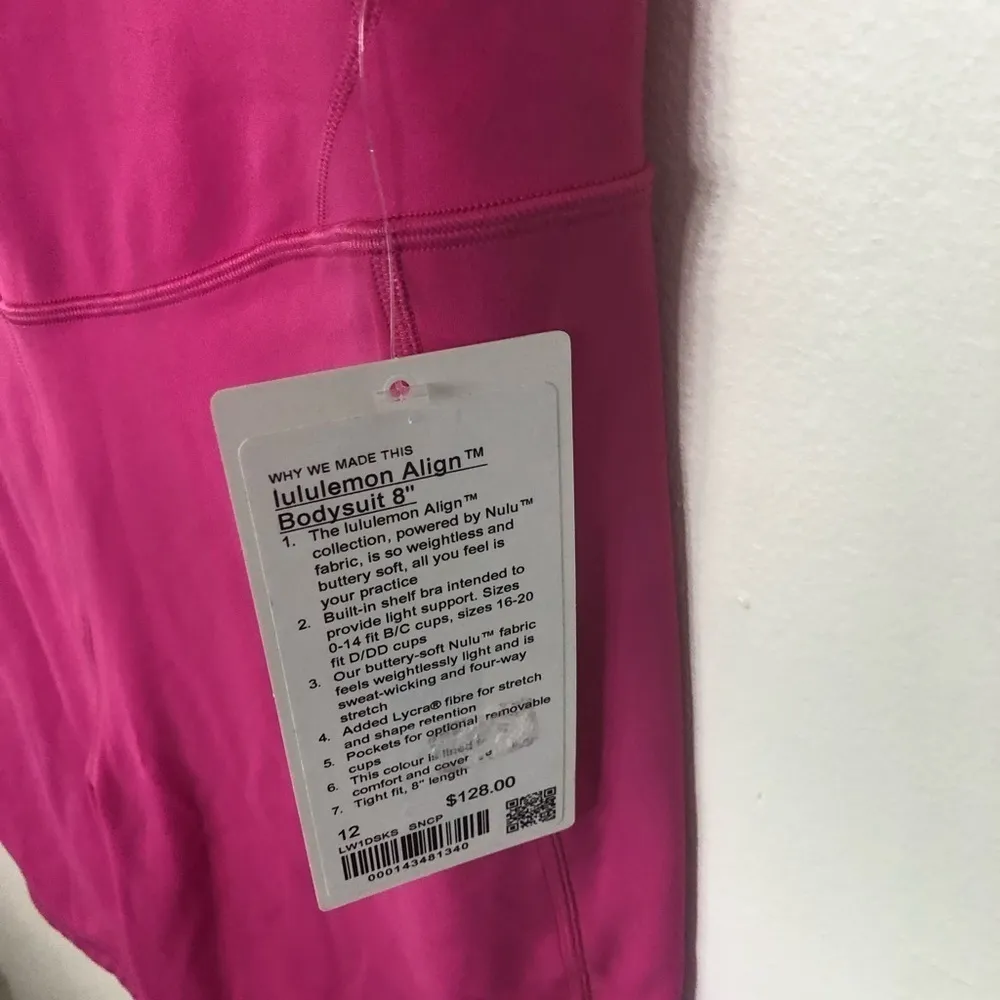 WHY WE MADE THIS
lululemon Align™
Bodysuit 8"
1. The lululemon Align™
collection, powered by Nulu™
fabric, is so weightless and
buttery soft, all you feel is
your practice
2. Built-in shelf bra intended to
provide light support. Sizes
0-14 fit B/C cups, sizes 16-20
fit D/DD cups
3. Our buttery-soft Nulu™ fabric
feels weightlessly light and is
sweat-wicking and four-way
stretch
4. Added Lycra® fibre for stretch
and shape retention
5. Pockets for optional removable
cups
6. This colour is lined
comfort and cover
7. Tight fit, 8" length
$128.00
12
LW1DSKS SNCP
000143481340